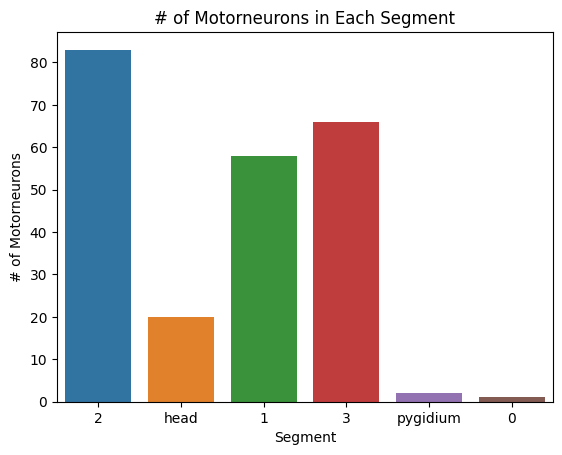 # of Motorneurons in Each Segment
# of Motorneurons
80
70
60
50
40
30
20
10
0
2 head 1 3 pygidium 0
Segment